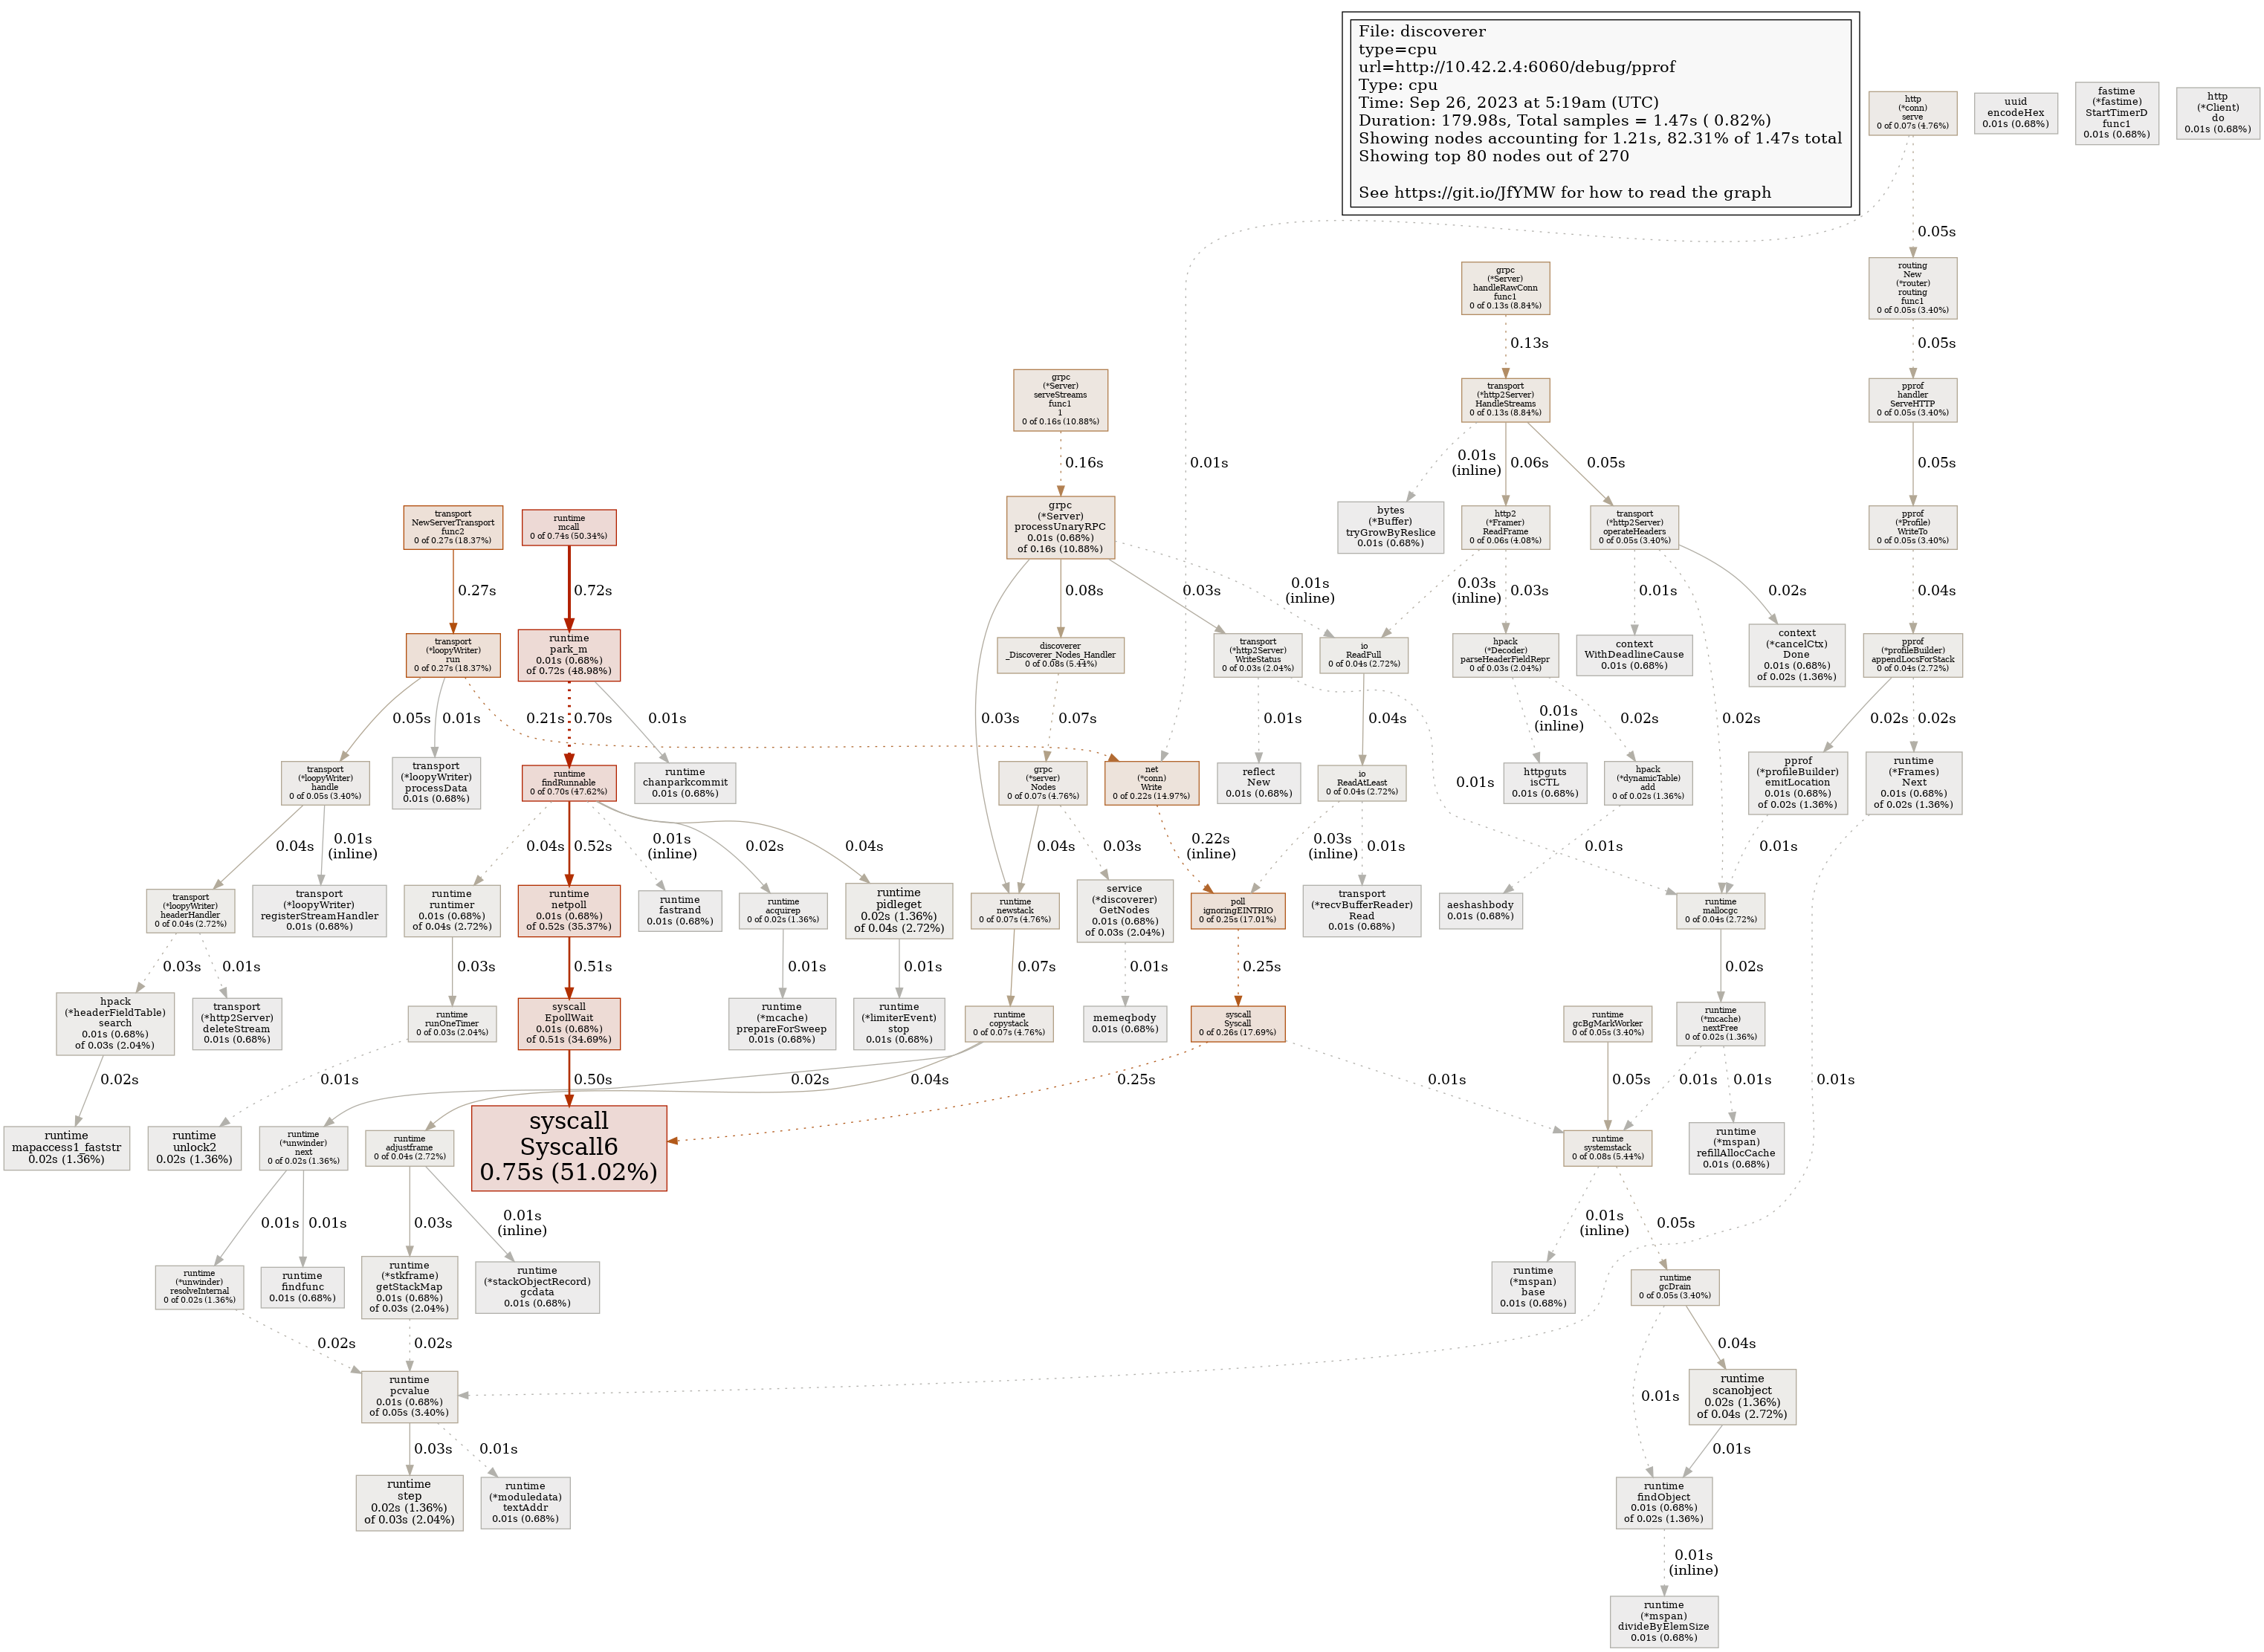 File: discoverer
type=cpu
url=http://10.42.2.4:6060/debug/pprof
Type: cpu
Time: Sep 26, 2023 at 5:19am (UTC)
Duration: 179.98s, Total samples = 1.47s ( 0.82%)
Showing nodes accounting for 1.21s, 82.31% of 1.47s total
Showing top 80 nodes out of 270
See https://git.io/JfYMW for how to read the graph
http
(*conn)
serve
0 of 0.07s (4.76%)
uuid
encodeHex
0.01s (0.68%)
fastime
(*fastime)
StartTimerD
func1
0.01s (0.68%)
http
(*Client)
do
0.01s (0.68%)
0.05s
routing
New
(*router)
routing
func1
0 of 0.05s (3.40%)
grpc
(*Server)
handleRawConn
func1
0 of 0.13s (8.84%)
0.13s
0.05s
grpc
(*Server)
serveStreams
func1
1
0 of 0.16s (10.88%)
transport
(*http2Server)
HandleStreams
0 of 0.13s (8.84%)
pprof
handler
ServeHTTP
0 of 0.05s (3.40%)
0.16s
0.01s
0.01s
(inline)
0.06s
0.05s
0.05s
transport
NewServerTransport
func2
0 of 0.27s (18.37%)
runtime
mcall
0 of 0.74s (50.34%)
grpc
(*Server)
processUnaryRPC
0.01s (0.68%)
of 0.16s (10.88%)
bytes
(*Buffer)
tryGrowByReslice
0.01s (0.68%)
http2
(*Framer)
ReadFrame
0 of 0.06s (4.08%)
transport
(*http2Server)
operateHeaders
0 of 0.05s (3.40%)
pprof
(*Profile)
WriteTo
0 of 0.05s (3.40%)
0.27s
0.72s
0.08s
0.03s
0.01s
(inline)
0.03s
(inline)
0.03s
0.01s
0.02s
0.04s
transport
(*loopyWriter)
run
0 of 0.27s (18.37%)
runtime
park_m
0.01s (0.68%)
of 0.72s (48.98%)
discoverer
_Discoverer_Nodes_Handler
0 of 0.08s (5.44%)
transport
(*http2Server)
WriteStatus
0 of 0.03s (2.04%)
io
ReadFull
0 of 0.04s (2.72%)
hpack
(*Decoder)
parseHeaderFieldRepr
0 of 0.03s (2.04%)
context
WithDeadlineCause
0.01s (0.68%)
context
(*cancelCtx)
Done
0.01s (0.68%)
of 0.02s (1.36%)
pprof
(*profileBuilder)
appendLocsForStack
0 of 0.04s (2.72%)
0.05s
0.01s
0.21s
0.70s
0.01s
0.03s
0.07s
0.01s
0.04s
0.01s
0.01s
(inline)
0.02s
0.02s
0.02s
0.02s
transport
(*loopyWriter)
handle
0 of 0.05s (3.40%)
transport
(*loopyWriter)
processData
0.01s (0.68%)
runtime
findRunnable
0 of 0.70s (47.62%)
runtime
chanparkcommit
0.01s (0.68%)
grpc
(*server)
Nodes
0 of 0.07s (4.76%)
net
(*conn)
Write
0 of 0.22s (14.97%)
reflect
New
0.01s (0.68%)
io
ReadAtLeast
0 of 0.04s (2.72%)
httpguts
isCTL
0.01s (0.68%)
hpack
(*dynamicTable)
add
0 of 0.02s (1.36%)
pprof
(*profileBuilder)
emitLocation
0.01s (0.68%)
of 0.02s (1.36%)
runtime
(*Frames)
Next
0.01s (0.68%)
of 0.02s (1.36%)
0.04s
0.01s
(inline)
0.04s
0.52s
0.01s
(inline)
0.02s
0.04s
0.04s
0.03s
0.22s
(inline)
0.03s
(inline)
0.01s
0.01s
0.01s
transport
(*loopyWriter)
headerHandler
0 of 0.04s (2.72%)
transport
(*loopyWriter)
registerStreamHandler
0.01s (0.68%)
runtime
runtimer
0.01s (0.68%)
of 0.04s (2.72%)
runtime
netpoll
0.01s (0.68%)
of 0.52s (35.37%)
runtime
fastrand
0.01s (0.68%)
runtime
acquirep
0 of 0.02s (1.36%)
runtime
pidleget
0.02s (1.36%)
of 0.04s (2.72%)
runtime
newstack
0 of 0.07s (4.76%)
service
(*discoverer)
GetNodes
0.01s (0.68%)
of 0.03s (2.04%)
poll
ignoringEINTRIO
0 of 0.25s (17.01%)
transport
(*recvBufferReader)
Read
0.01s (0.68%)
aeshashbody
0.01s (0.68%)
runtime
mallocgc
0 of 0.04s (2.72%)
0.03s
0.01s
0.03s
0.51s
0.01s
0.01s
0.07s
0.01s
0.25s
0.02s
hpack
(*headerFieldTable)
search
0.01s (0.68%)
of 0.03s (2.04%)
transport
(*http2Server)
deleteStream
0.01s (0.68%)
runtime
runOneTimer
0 of 0.03s (2.04%)
syscall
EpollWait
0.01s (0.68%)
of 0.51s (34.69%)
runtime
(*mcache)
prepareForSweep
0.01s (0.68%)
runtime
(*limiterEvent)
stop
0.01s (0.68%)
runtime
copystack
0 of 0.07s (4.76%)
memeqbody
0.01s (0.68%)
syscall
Syscall
0 of 0.26s (17.69%)
runtime
gcBgMarkWorker
0 of 0.05s (3.40%)
runtime
(*mcache)
nextFree
0 of 0.02s (1.36%)
0.02s
0.01s
0.50s
0.02s
0.04s
0.25s
0.01s
0.05s
0.01s
0.01s
0.01s
runtime
mapaccess1_faststr
0.02s (1.36%)
runtime
unlock2
0.02s (1.36%)
runtime
(*unwinder)
next
0 of 0.02s (1.36%)
runtime
adjustframe
0 of 0.04s (2.72%)
syscall
Syscall6
0.75s (51.02%)
runtime
systemstack
0 of 0.08s (5.44%)
runtime
(*mspan)
refillAllocCache
0.01s (0.68%)
0.01s
0.01s
0.03s
0.01s
(inline)
0.01s
(inline)
0.05s
runtime
(*unwinder)
resolveInternal
0 of 0.02s (1.36%)
runtime
findfunc
0.01s (0.68%)
runtime
(*stkframe)
getStackMap
0.01s (0.68%)
of 0.03s (2.04%)
runtime
(*stackObjectRecord)
gcdata
0.01s (0.68%)
runtime
(*mspan)
base
0.01s (0.68%)
runtime
gcDrain
0 of 0.05s (3.40%)
0.02s
0.02s
0.04s
0.01s
runtime
pcvalue
0.01s (0.68%)
of 0.05s (3.40%)
runtime
scanobject
0.02s (1.36%)
of 0.04s (2.72%)
0.03s
0.01s
0.01s
runtime
step
0.02s (1.36%)
of 0.03s (2.04%)
runtime
(*moduledata)
textAddr
0.01s (0.68%)
runtime
findObject
0.01s (0.68%)
of 0.02s (1.36%)
0.01s
(inline)
runtime
(*mspan)
divideByElemSize
0.01s (0.68%)